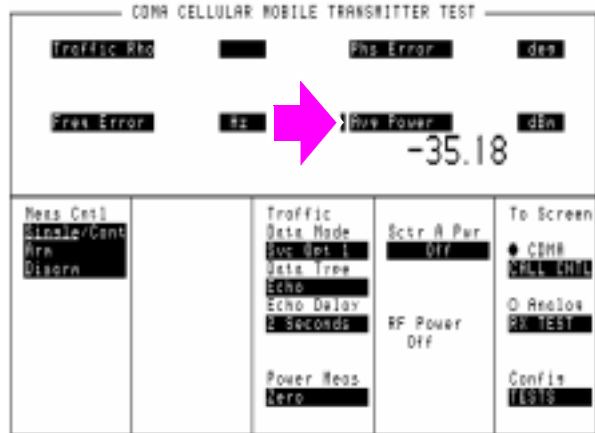 CDMA CELLULAR MOBILE TRANSMITTER TEST
Traffic Rho
Phs Error deg
Freq Error Hz
Avg Power dBm
-35.18
Meas Cntl
Single/Cont
Arm
Disarm
Traffic
Data Mode
Svc Opt 1
Data Type
Echo
Echo Delay
2 Seconds
Power Meas
Zero
Sctr A Pwr
Off
RF Power
Off
To Screen
CDMA
CALL CNTL
Analog
RX TEST
Config
TESTS